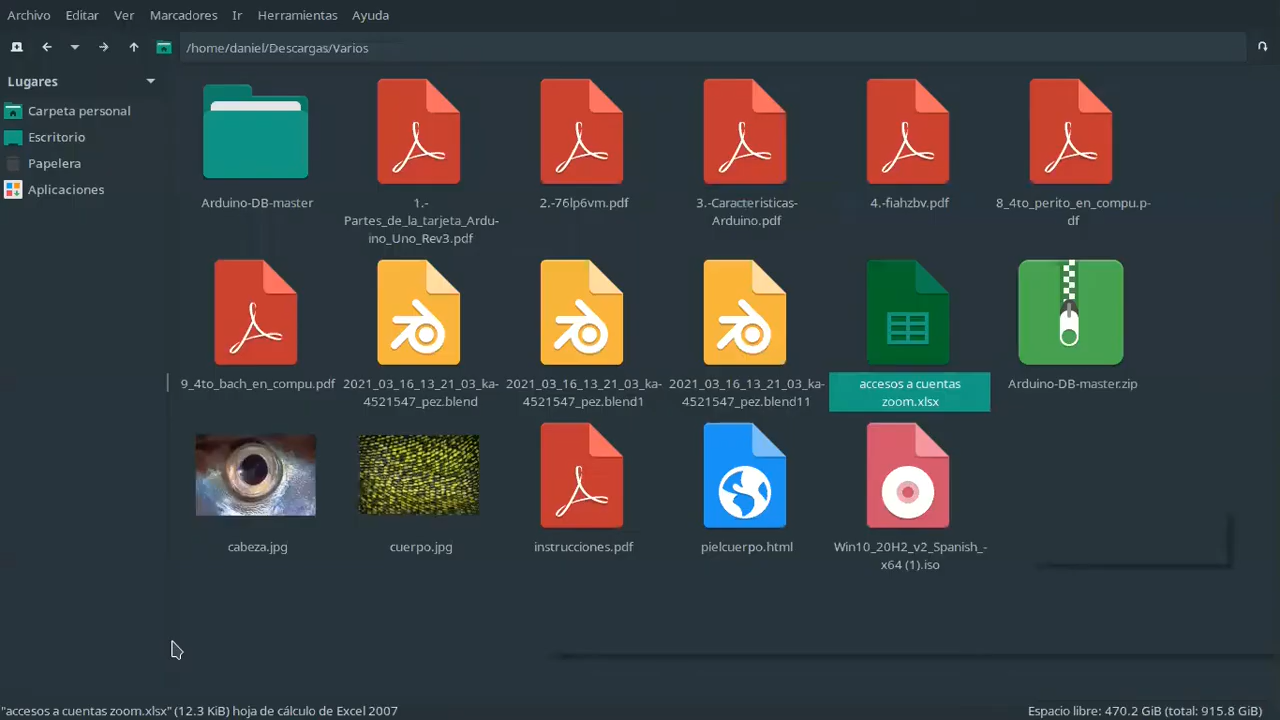 Archivo Editar Ver Marcadores Ir Herramientas Ayuda
/home/daniel/Descargas/Varios
Lugares
Carpeta personal
Escritorio
Papelera
Aplicaciones
Arduino-DB-master
1.-
Partes_de_la_tarjeta_Ardu-
ino_Uno_Rev3.pdf
2.-76lp6vm.pdf
3.-Caracteristicas-
Arduino.pdf
4.-fiahzbv.pdf
8_4to_perito_en_compu.p-
df
9_4to_bach_en_compu.pdf
2021_03_16_13_21_03_ka-
4521547_pez.blend
2021_03_16_13_21_03_ka-
4521547_pez.blend1
2021_03_16_13_21_03_ka-
4521547_pez.blend11
accesos a cuentas
zoom.xlsx
Arduino-DB-master.zip
cabeza.jpg
cuerpo.jpg
instrucciones.pdf
pielcuerpo.html
Win10_20H2_v2_Spanish_-
x64 (1).iso
"accesos a cuentas zoom.xlsx" (12.3 KiB) hoja de cálculo de Excel 2007
Espacio libre: 470.2 GiB (total: 915.8 GiB)